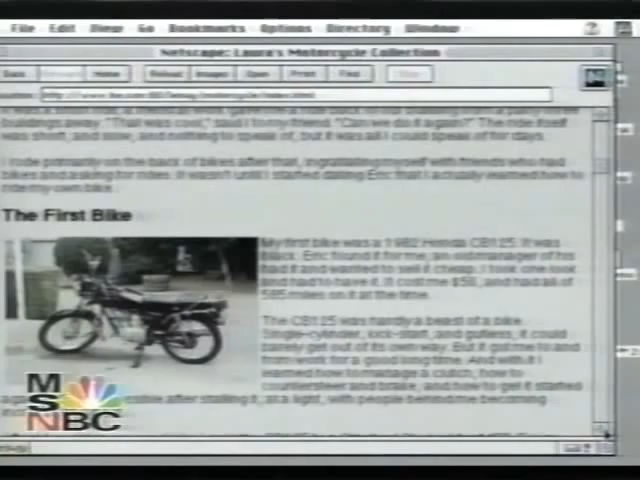 File Edit View Go Bookmarks Options Directory Window
Netscape: Laura's Motorcycle Collection
Back Home Reload Images Open Print Find
buildings away. "That was cool," said I to my friend. "Can we do it again?" The ride itself
was short, and slow, and nothing to speak of, but it was all I could speak of for days.
I rode primarily on the back of bikes after that, ingratiating myself with friends who had
bikes and asking for rides. It wasn't until I started dating Eric that I actually wanted how to
ride my own bike.
The First Bike
My first bike was a 1982 Honda CB125. It was
black. Eric found it for me, an old manager of his
had it and wanted to sell it cheap. I took one look
and had to have it. It cost me $50, and had all of
595 miles on it at the time.
The CB125 was hardly a beast of a bike.
Single-cylinder, kick-start, and gutless, it could
barely get out of its own way. But it got me to and
from work for a good long time. And with it I
learned how to manage a clutch, how to
countersteer and brake, and how to get it started
after stalling it, at a light, with people behind me becoming
MSNBC